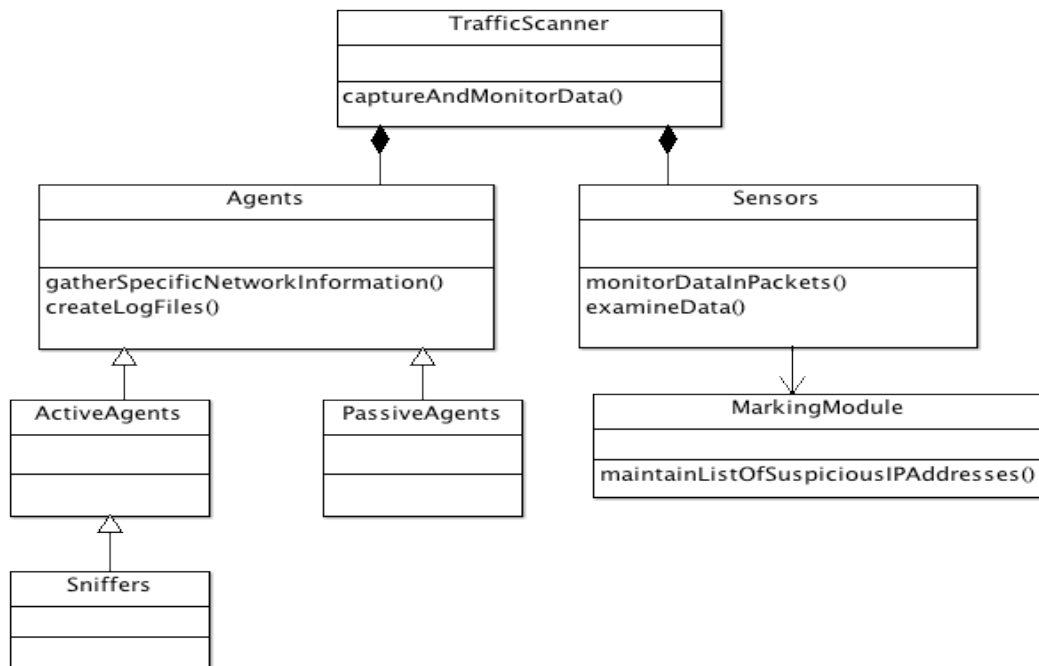 TrafficScanner
captureAndMonitorData()
Agents
gatherSpecificNetworkInformation()
createLogFiles()
Sensors
monitorDataInPackets()
examineData()
ActiveAgents
PassiveAgents
MarkingModule
maintainListOfSuspiciousIPAddresses()
Sniffers